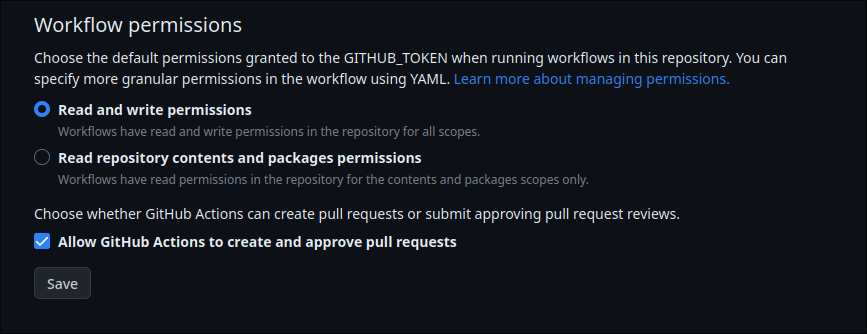 Workflow permissions
Choose the default permissions granted to the GITHUB_TOKEN when running workflows in this repository. You can
specify more granular permissions in the workflow using YAML. Learn more about managing permissions.
Read and write permissions
Workflows have read and write permissions in the repository for all scopes.
Read repository contents and packages permissions
Workflows have read permissions in the repository for the contents and packages scopes only.
Choose whether GitHub Actions can create pull requests or submit approving pull request reviews.
Allow GitHub Actions to create and approve pull requests
Save